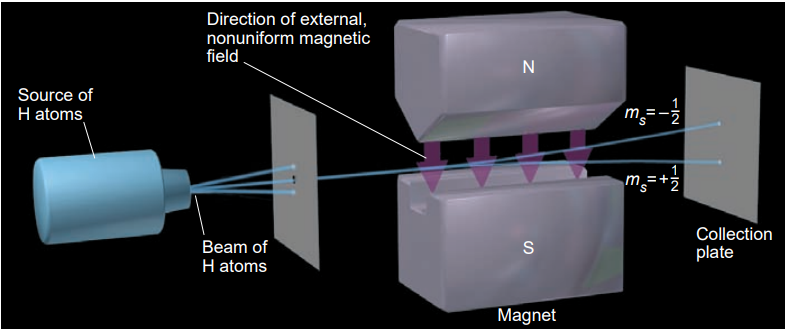 Direction of external,
nonuniform magnetic
field
Source of
H atoms
N
m_s=-1/2
m_s=+1/2
Beam of
H atoms
S
Collection
plate
Magnet